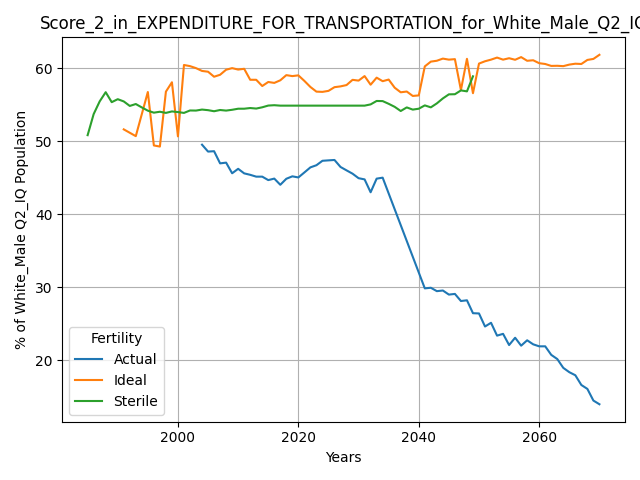 Score_2_in_EXPENDITURE_FOR_TRANSPORTATION_for_White_Male_Q2_IQ
% of White_Male Q2_IQ Population
60
50
40
30
20
Fertility
Actual
Ideal
Sterile
2000
2020
2040
2060
Years